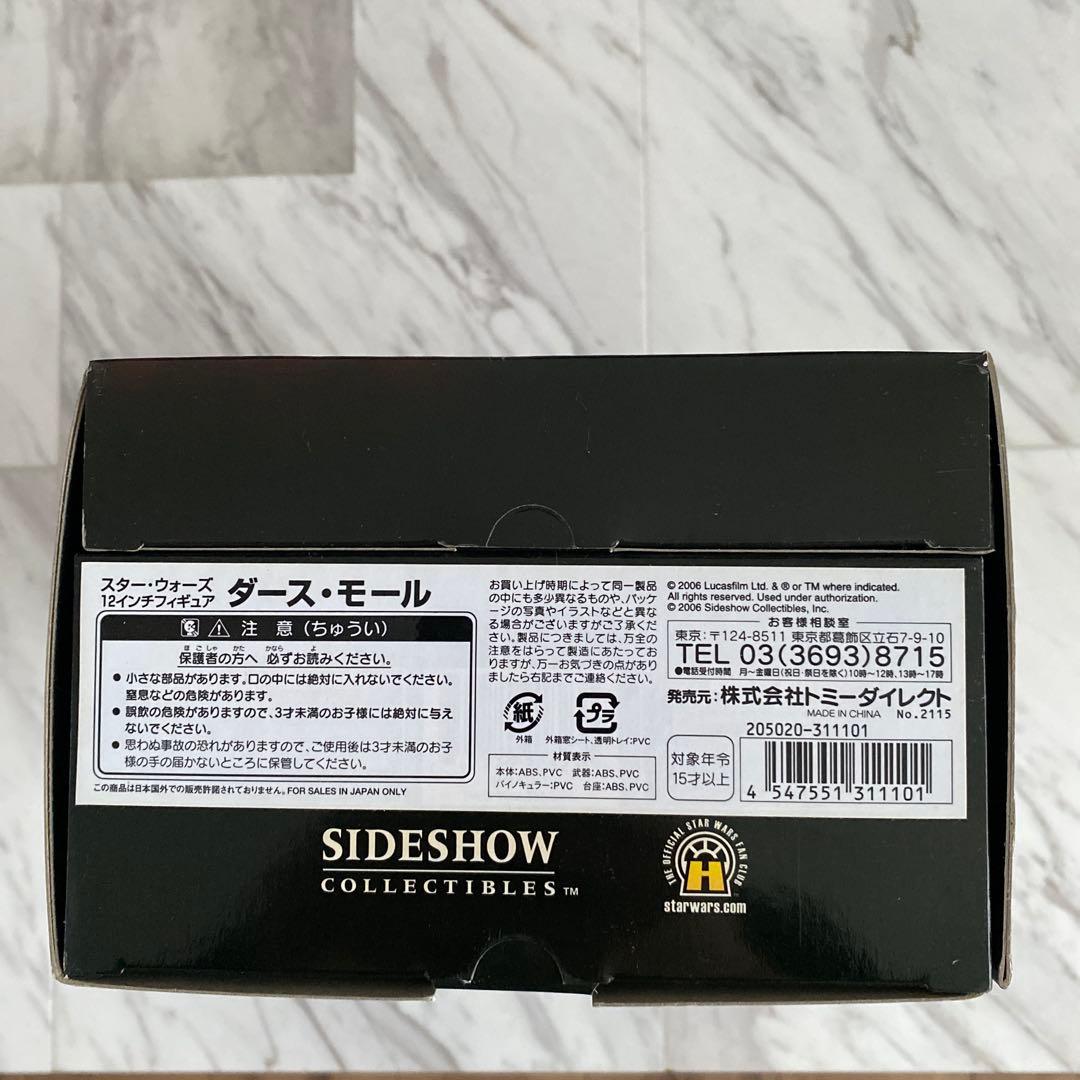 スター・ウォーズ
12インチフィギュア ダース・モール
注 意（ちゅうい）
保護者の方へ 必ずお読みください。
● 小さな部品があります。口の中には絶対に入れないでください。
窒息などの危険があります。
● 誤飲の危険がありますので、3才未満のお子様には絶対に与え
ないでください。
● 思わぬ事故の恐れがありますので、ご使用後は3才未満のお子
様の手の届かないところに保管してください。
この商品は日本国外での販売許諾されておりません。FOR SALES IN JAPAN ONLY
お買い上げ時期によって同一製品
の中にも多少異なるものや、パッケ
ージの写真やイラストなどと異な
る場合がございますがご了承くだ
さい。製品につきましては、万全の
注意をはらって製造にあたってお
りますが、万一お気づきの点があり
ましたら右記までご連絡ください。
紙
外箱
プラ
外箱窓シート、透明トレイ:PVC
材質表示
本体:ABS、PVC 武器:ABS、PVC
バイノキュラー:PVC 台座:ABS、PVC
© 2006 Lucasfilm Ltd. & ® or TM where indicated.
All rights reserved. Used under authorization.
© 2006 Sideshow Collectibles, Inc.
お客様相談室
東京:〒124-8511 東京都葛飾区立石7-9-10
TEL 03(3693)8715
●電話受付時間 月〜金曜日(祝日・祭日を除く)10時〜12時、13時〜17時
発売元:株式会社トミーダイレクト
MADE IN CHINA No.2115
205020-311101
対象年令
15才以上
4 547551 311101
SIDESHOW
COLLECTIBLES™
THE OFFICIAL STAR WARS FAN CLUB
H
starwars.com